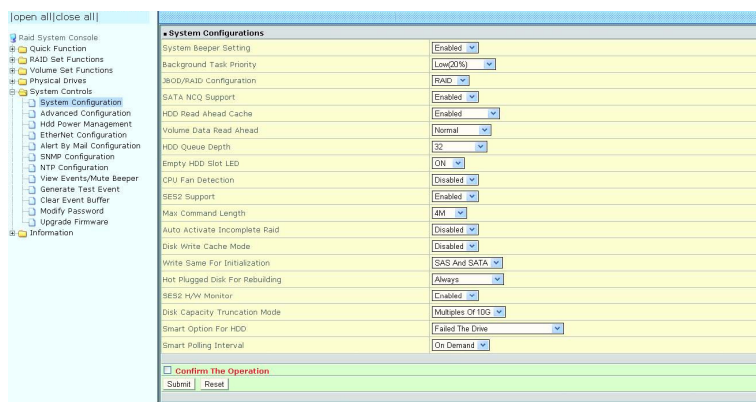 |open all|close all|
Raid System Console
Quick Function
RAID Set Functions
Volume Set Functions
Physical Drives
System Controls
System Configuration
Advanced Configuration
Hdd Power Management
EtherNet Configuration
Alert By Mail Configuration
SNMP Configuration
NTP Configuration
View Events/Mute Beeper
Generate Test Event
Clear Event Buffer
Modify Password
Upgrade Firmware
Information
System Configurations
System Beeper Setting Enabled
Background Task Priority Low(20%)
JBOD/RAID Configuration RAID
SATA NCQ Support Enabled
HDD Read Ahead Cache Enabled
Volume Data Read Ahead Normal
HDD Queue Depth 32
Empty HDD Slot LED ON
CPU Fan Detection Disabled
SES2 Support Enabled
Max Command Length 4M
Auto Activate Incomplete Raid Disabled
Disk Write Cache Mode Disabled
Write Same For Initialization SAS And SATA
Hot Plugged Disk For Rebuilding Always
SES2 H/W Monitor Enabled
Disk Capacity Truncation Mode Multiples Of 10G
Smart Option For HDD Failed The Drive
Smart Polling Interval On Demand
Confirm The Operation
Submit Reset